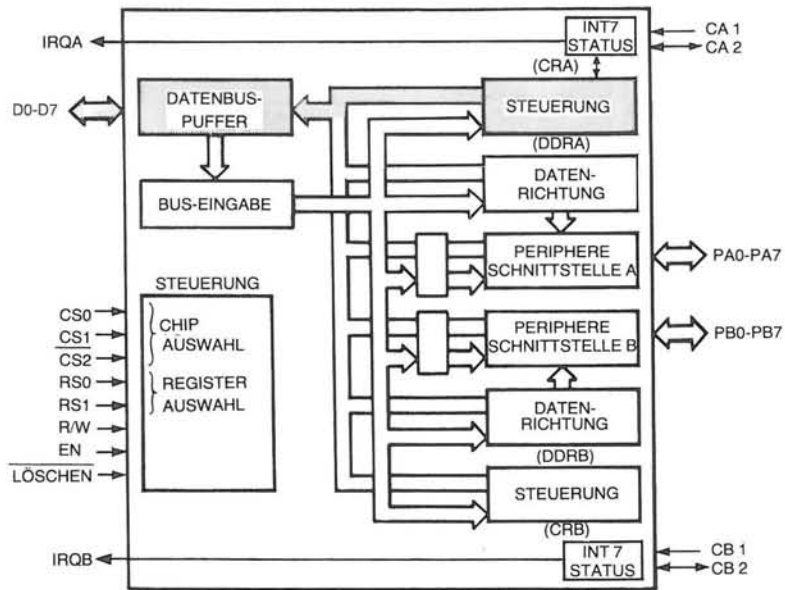 IRQA
INT7
STATUS
CA 1
CA 2
(CRA)
D0-D7
DATENBUS-
PUFFER
STEUERUNG
(DDRA)
BUS-EINGABE
DATEN-
RICHTUNG
PERIPHERE
SCHNITTSTELLE A
PA0-PA7
STEUERUNG
CS0
CS1
CS2
RS0
RS1
R/W
EN
LÖSCHEN
CHIP
AUSWAHL
REGISTER
AUSWAHL
PERIPHERE
SCHNITTSTELLE B
PB0-PB7
DATEN-
RICHTUNG
(DDRB)
STEUERUNG
(CRB)
IRQB
INT 7
STATUS
CB 1
CB 2